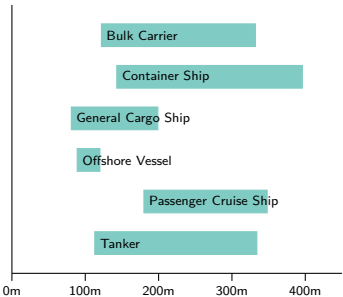 Bulk Carrier
Container Ship
General Cargo Ship
Offshore Vessel
Passenger Cruise Ship
Tanker
0m 100m 200m 300m 400m